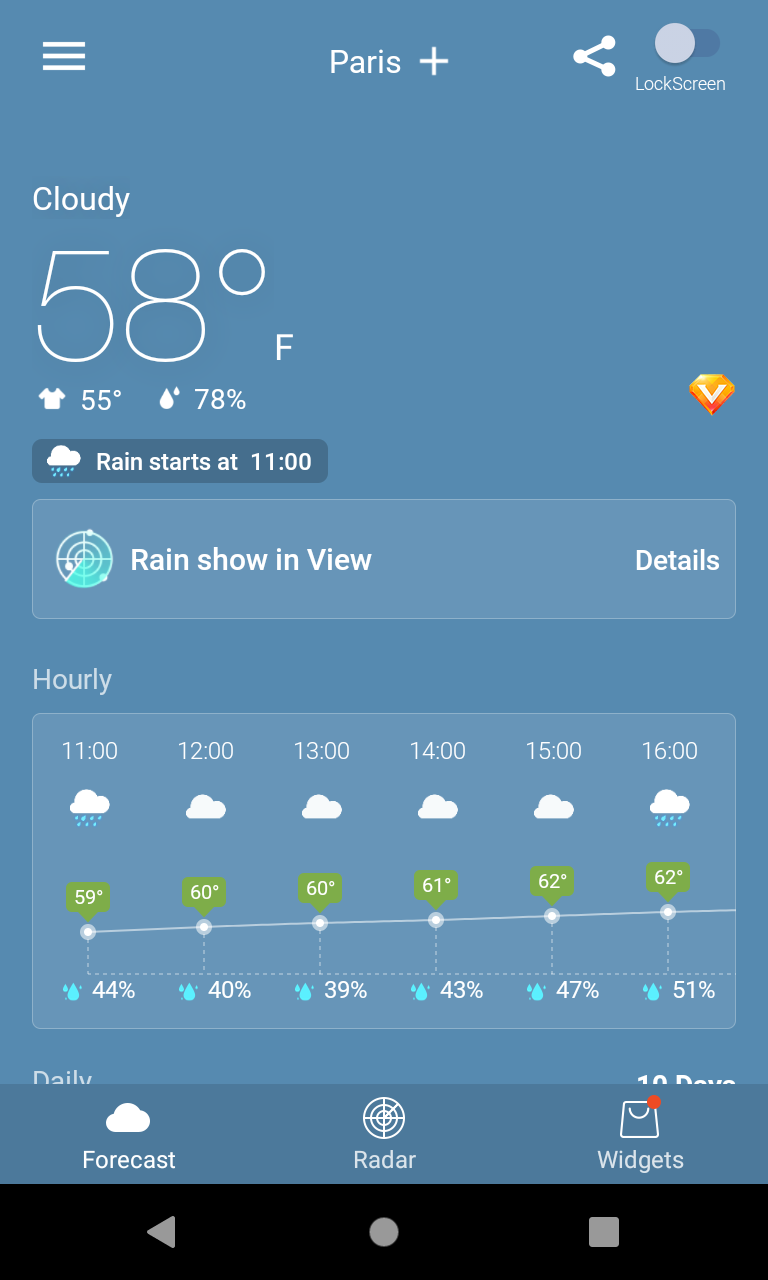 Paris
LockScreen
Cloudy
58° F
55° 78%
Rain starts at 11:00
Rain show in View Details
Hourly
11:00 12:00 13:00 14:00 15:00 16:00
59° 60° 60° 61° 62° 62°
44% 40% 39% 43% 47% 51%
Daily 10 Days
Forecast Radar Widgets